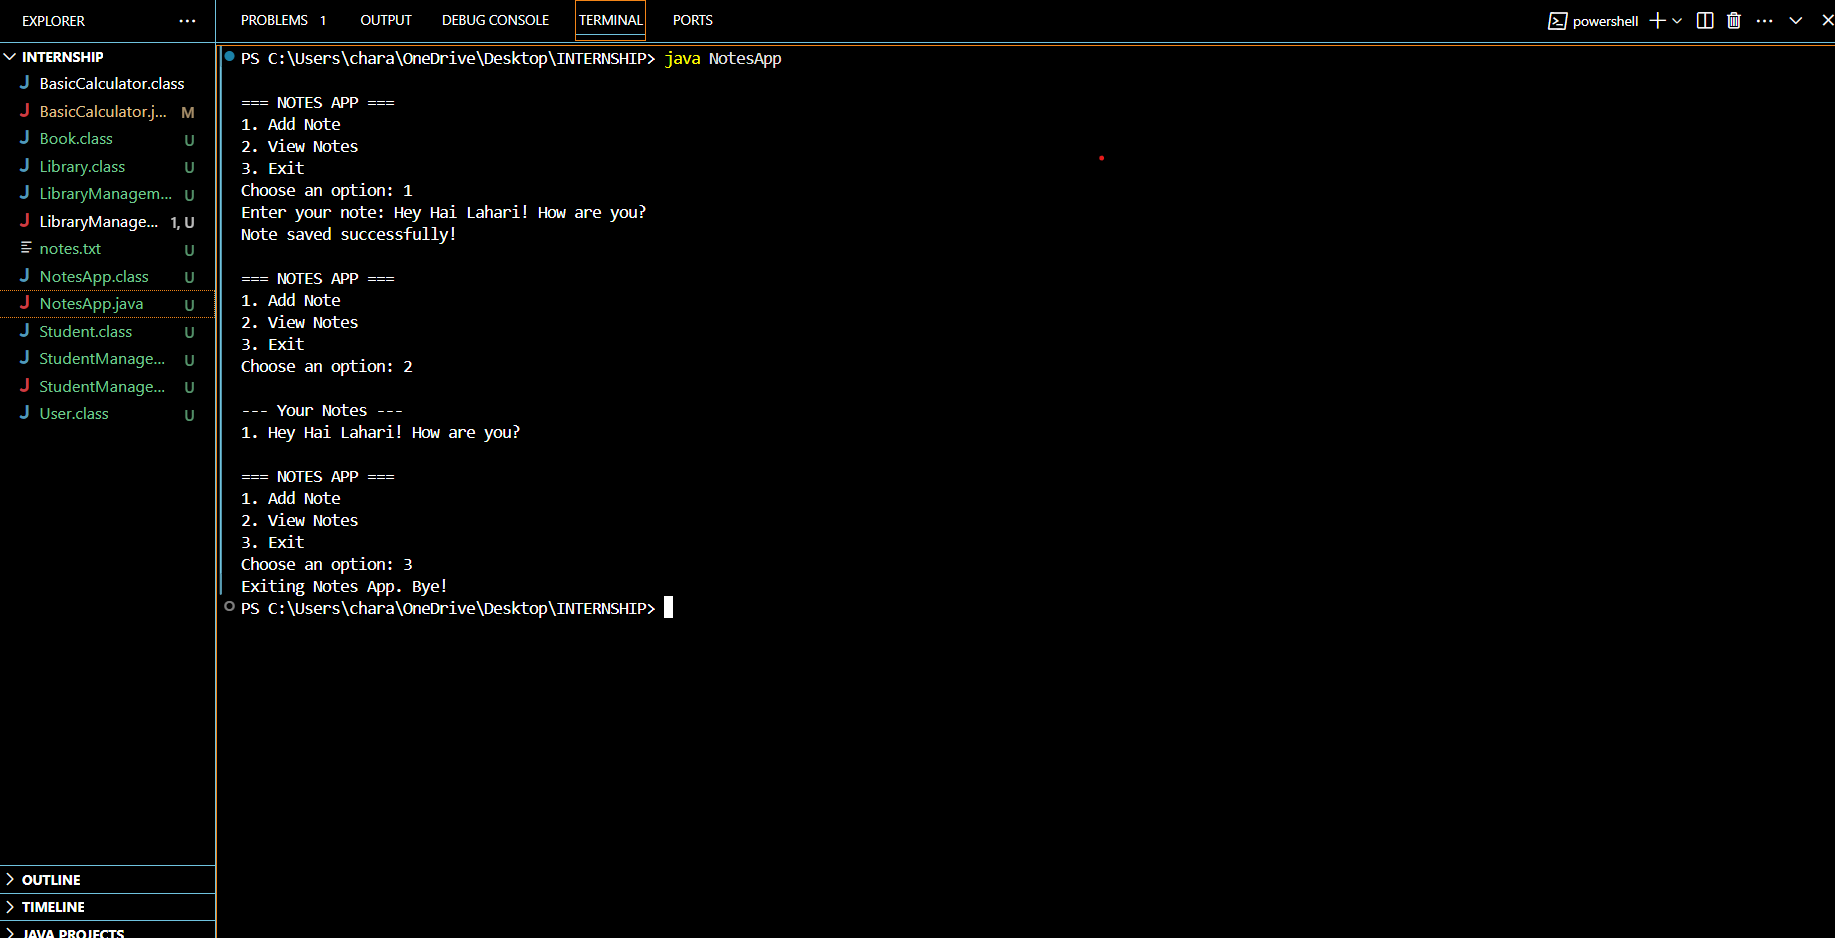 EXPLORER ···
INTERNSHIP
BasicCalculator.class
BasicCalculator.j... M
Book.class U
Library.class U
LibraryManagem... U
LibraryManage... 1, U
notes.txt U
NotesApp.class U
NotesApp.java U
Student.class U
StudentManage... U
StudentManage... U
User.class U
OUTLINE
TIMELINE
JAVA PROJECTS
PROBLEMS 1 OUTPUT DEBUG CONSOLE TERMINAL PORTS powershell
PS C:\Users\chara\OneDrive\Desktop\INTERNSHIP> java NotesApp
=== NOTES APP ===
1. Add Note
2. View Notes
3. Exit
Choose an option: 1
Enter your note: Hey Hai Lahari! How are you?
Note saved successfully!
=== NOTES APP ===
1. Add Note
2. View Notes
3. Exit
Choose an option: 2
--- Your Notes ---
1. Hey Hai Lahari! How are you?
=== NOTES APP ===
1. Add Note
2. View Notes
3. Exit
Choose an option: 3
Exiting Notes App. Bye!
PS C:\Users\chara\OneDrive\Desktop\INTERNSHIP>